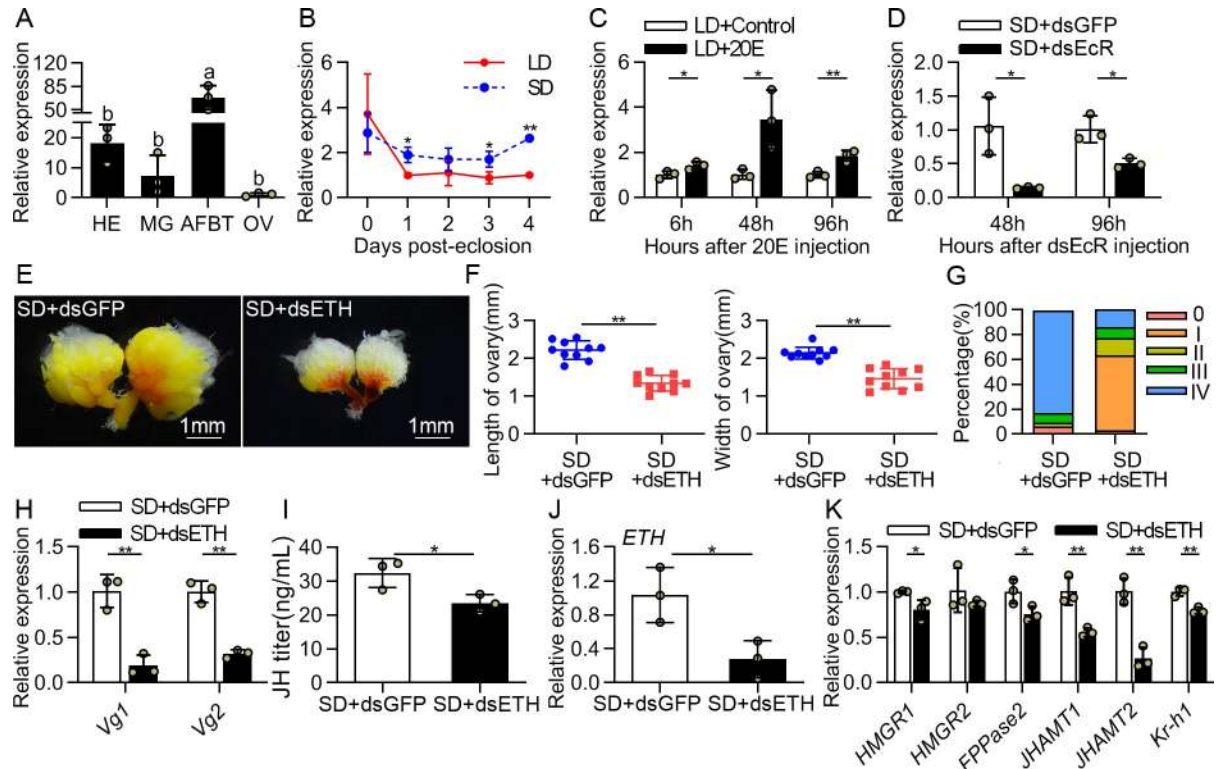 A
Relative expression
120
85
50
20
10
0
b
b
a
b
HE MG AFBT OV
B
Relative expression
6
4
2
0
LD
SD
*
*
**
0 1 2 3 4
Days post-eclosion
C
LD+Control
LD+20E
Relative expression
6
4
2
0
*
*
**
6h 48h 96h
Hours after 20E injection
D
SD+dsGFP
SD+dsEcR
Relative expression
2.0
1.5
1.0
0.5
0.0
*
*
48h 96h
Hours after dsEcR injection
E
SD+dsGFP
1mm
SD+dsETH
1mm
F
Length of ovary(mm)
3
2
1
0
**
SD SD
+dsGFP +dsETH
Width of ovary(mm)
3
2
1
0
**
SD SD
+dsGFP +dsETH
G
Percentage(%)
100
80
60
40
20
0
0
I
II
III
IV
SD SD
+dsGFP +dsETH
H
SD+dsGFP
SD+dsETH
Relative expression
1.5
1.0
0.5
0.0
**
**
Vg1 Vg2
I
JH titer(ng/mL)
50
40
30
20
10
0
*
SD+dsGFP SD+dsETH
J
ETH
Relative expression
1.6
1.2
0.8
0.4
0.0
*
SD+dsGFP SD+dsETH
K
SD+dsGFP SD+dsETH
Relative expression
1.5
1.0
0.5
0.0
*
*
**
**
**
HMGR1 HMGR2 FPPase2 JHAMT1 JHAMT2 Kr-h1